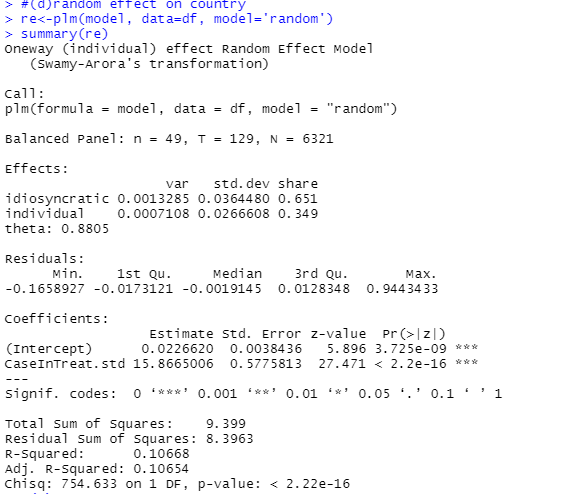 > #(d)random effect on country
> re<-plm(model, data=df, model='random')
> summary(re)
Oneway (individual) effect Random Effect Model
   (Swamy-Arora's transformation)

Call:
plm(formula = model, data = df, model = "random")

Balanced Panel: n = 49, T = 129, N = 6321

Effects:
                    var   std.dev share
idiosyncratic 0.0013285 0.0364480 0.651
individual    0.0007108 0.0266608 0.349
theta: 0.8805

Residuals:
      Min.    1st Qu.     Median    3rd Qu.       Max.
-0.1658927 -0.0173121 -0.0019145  0.0128348  0.9443433

Coefficients:
                  Estimate Std. Error z-value  Pr(>|z|)
(Intercept)      0.0226620  0.0038436   5.896 3.725e-09 ***
CaseInTreat.std 15.8665006  0.5775813  27.471 < 2.2e-16 ***
---
Signif. codes:  0 ‘***’ 0.001 ‘**’ 0.01 ‘*’ 0.05 ‘.’ 0.1 ‘ ’ 1

Total Sum of Squares:    9.399
Residual Sum of Squares: 8.3963
R-Squared:      0.10668
Adj. R-Squared: 0.10654
Chisq: 754.633 on 1 DF, p-value: < 2.22e-16